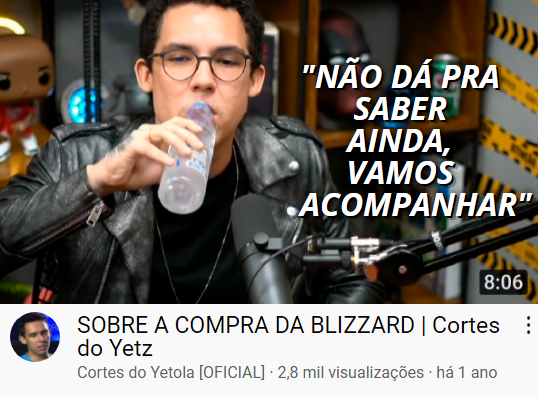 "NÃO DÁ PRA
SABER
AINDA,
VAMOS
ACOMPANHAR"
8:06
SOBRE A COMPRA DA BLIZZARD | Cortes
do Yetz
Cortes do Yetola [OFICIAL] · 2,8 mil visualizações · há 1 ano